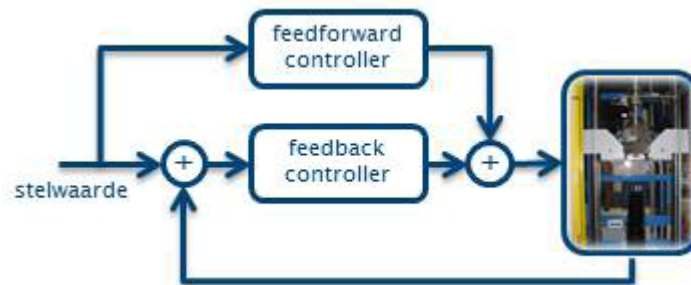 feedforward
controller
+
feedback
controller
+
stelwaarde